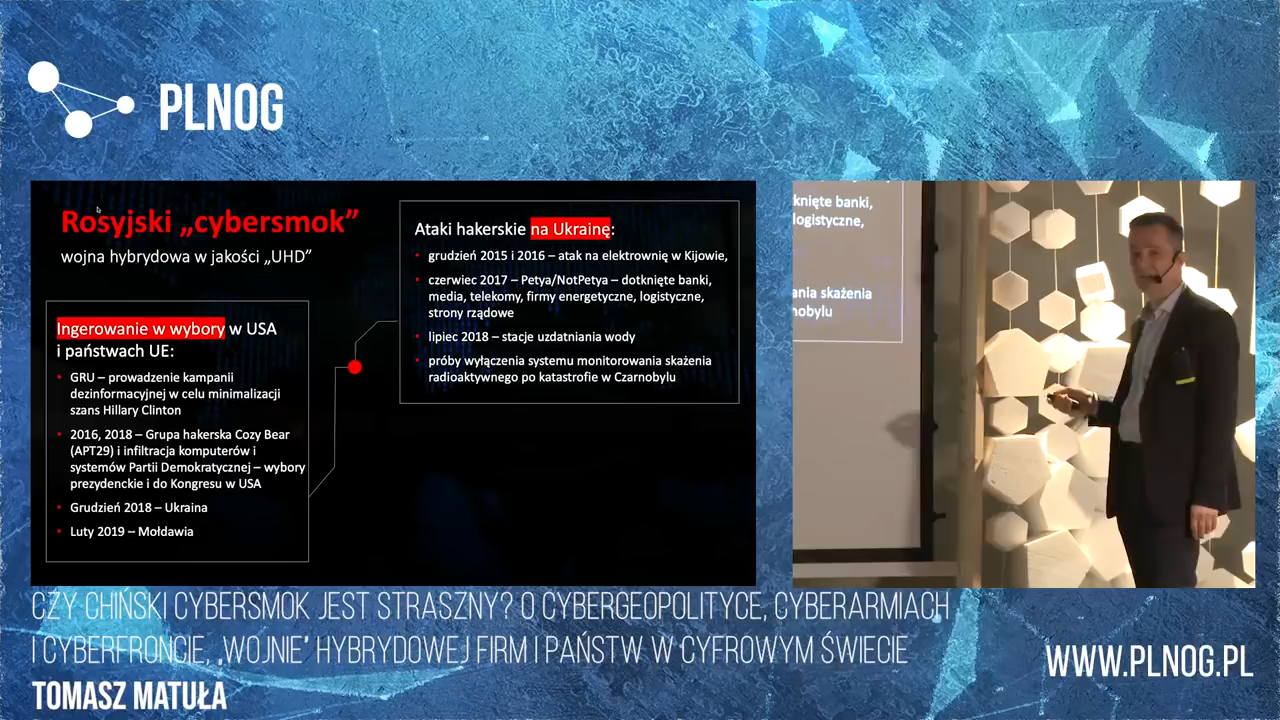 PLNOG
Rosyjski „cybersmok”
wojna hybrydowa w jakości „UHD”
Ingerowanie w wybory w USA
i państwach UE:
GRU – prowadzenie kampanii
dezinformacyjnej w celu minimalizacji
szans Hillary Clinton
2016, 2018 – Grupa hakerska Cozy Bear
(APT29) i infiltracja komputerów i
systemów Partii Demokratycznej – wybory
prezydenckie i do Kongresu w USA
Grudzień 2018 – Ukraina
Luty 2019 – Mołdawia
Ataki hakerskie na Ukrainę:
grudzień 2015 i 2016 – atak na elektrownię w Kijowie,
czerwiec 2017 – Petya/NotPetya – dotknięte banki,
media, telekomy, firmy energetyczne, logistyczne,
strony rządowe
lipiec 2018 – stacje uzdatniania wody
próby wyłączenia systemu monitorowania skażenia
radioaktywnego po katastrofie w Czarnobylu
knięte banki,
logistyczne,
ania skażenia
nobylu
CZY CHIŃSKI CYBERSMOK JEST STRASZNY? O CYBERGEOPOLITYCE, CYBERARMIACH
I CYBERFRONCIE, „WOJNIE” HYBRYDOWEJ FIRM I PAŃSTW W CYFROWYM ŚWIECIE
TOMASZ MATUŁA
WWW.PLNOG.PL